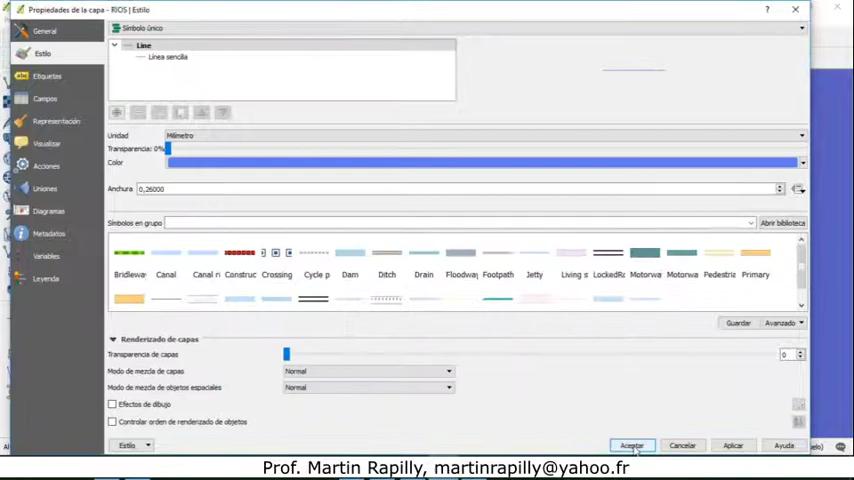 Propiedades de la capa - RIOS | Estilo
General
Estilo
Etiquetas
Campos
Representación
Visualizar
Acciones
Uniones
Diagramas
Metadatos
Variables
Leyenda
Símbolo único
Line
Línea sencilla
Unidad Milímetro
Transparencia: 0%
Color
Anchura 0,26000
Símbolos en grupo Abrir biblioteca
Bridleway Canal Canal ri Construc Crossing Cycle p Dam Ditch Drain Floodway Footpath Jetty Living s LockedRo Motorwa Motorwa Pedestria Primary
Guardar Avanzado
Renderizado de capas
Transparencia de capas 0
Modo de mezcla de capas Normal
Modo de mezcla de objetos espaciales Normal
Efectos de dibujo
Controlar orden de renderizado de objetos
Estilo Aceptar Cancelar Aplicar Ayuda
Prof. Martin Rapilly, martinrapilly@yahoo.fr